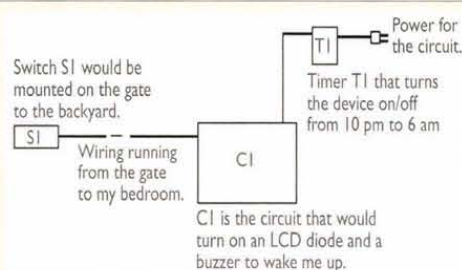 Power for
the circuit.
T1
Timer T1 that turns
the device on/off
from 10 pm to 6 am
Switch S1 would be
mounted on the gate
to the backyard.
S1
Wiring running
from the gate
to my bedroom.
C1
C1 is the circuit that would
turn on an LCD diode and a
buzzer to wake me up.